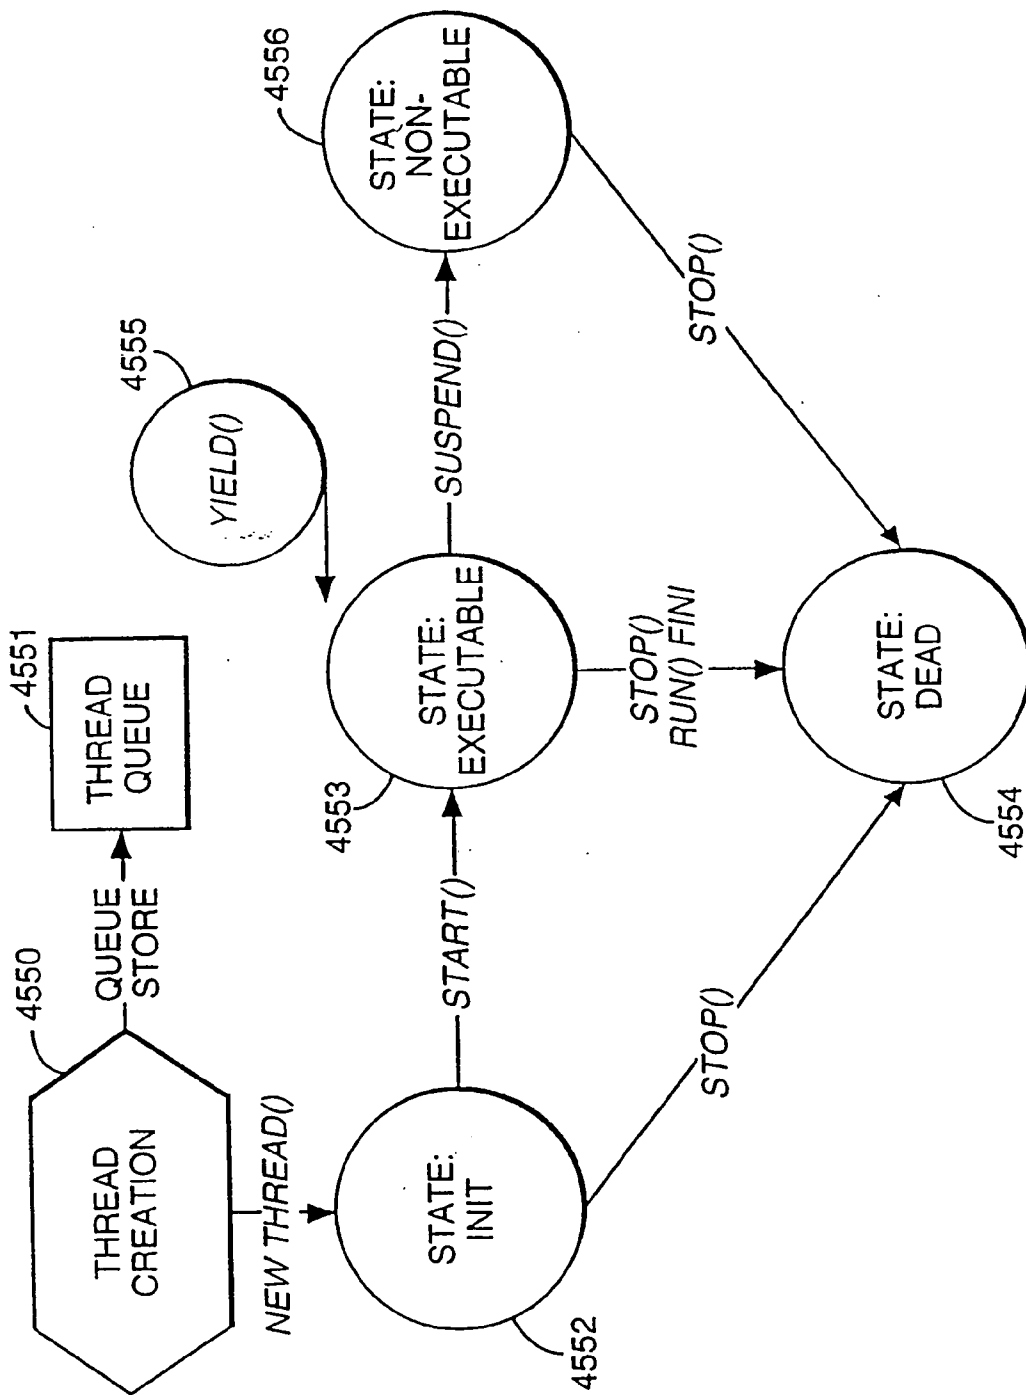 4550
THREAD
CREATION
QUEUE
STORE
4551
THREAD
QUEUE
NEW THREAD()
4555
YIELD()
4552
STATE:
INIT
START()
4553
STATE:
EXECUTABLE
SUSPEND()
4556
STATE:
NON-
EXECUTABLE
STOP()
STOP()
RUN() FINI
STOP()
4554
STATE:
DEAD